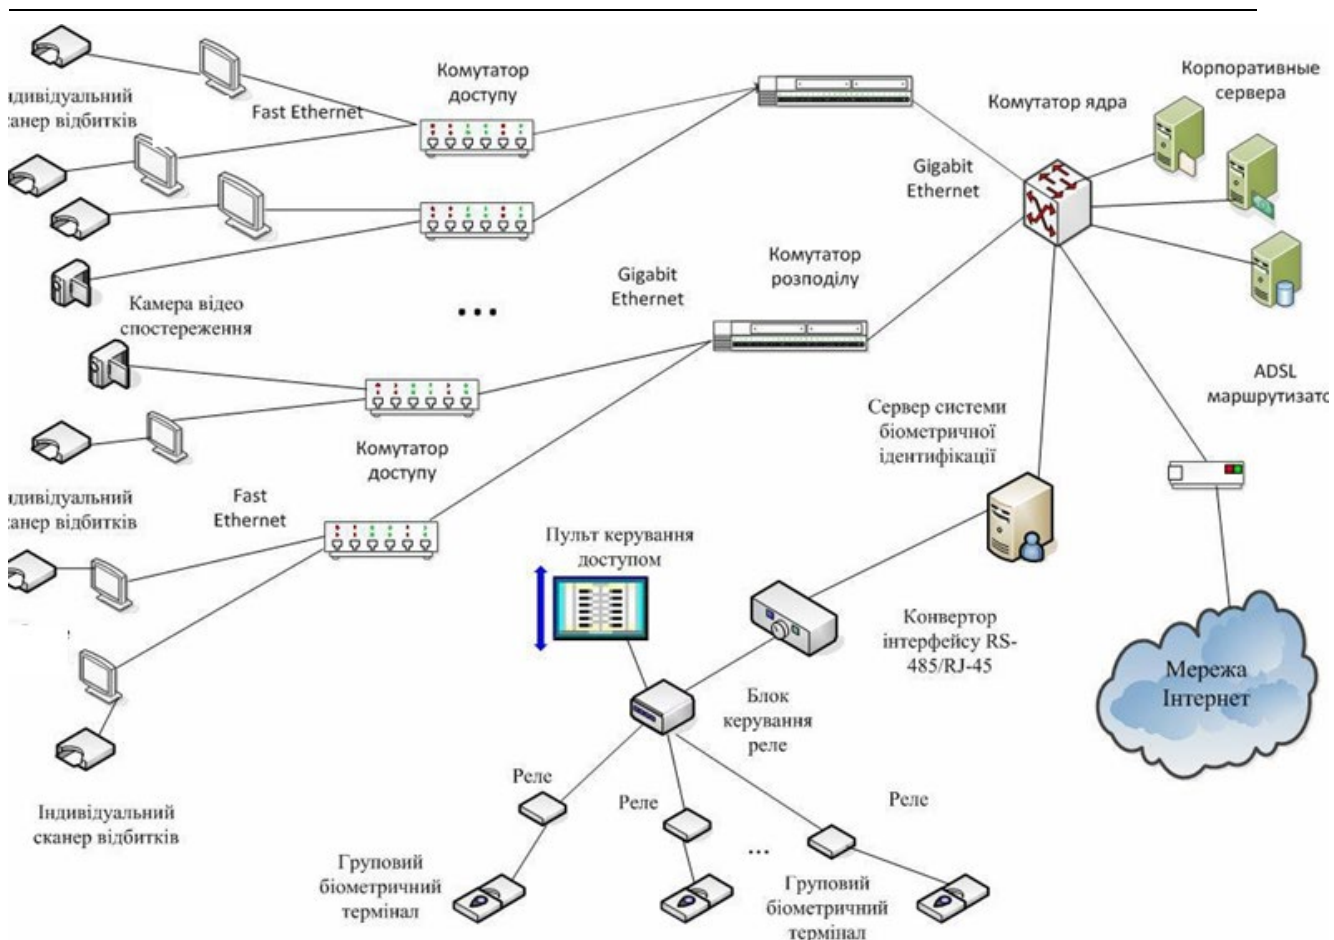 Комутатор
доступу
Корпоративные
сервера
ндивідуальний
сканер відбитків
Fast Ethernet
Комутатор ядра
Gigabit
Ethernet
Комутатор
розподілу
Gigabit
Ethernet
Камера відео
спостереження
...
ADSL
маршрутизато
Сервер системи
біометричної
ідентифікації
Комутатор
доступу
ндивідуальний
сканер відбитків
Fast
Ethernet
Пульт керування
доступом
Конвертор
інтерфейсу RS-
485/RJ-45
Мережа
Інтернет
Блок
керування
реле
Реле
Реле
Реле
Індивідуальний
сканер відбитків
...
Груповий
біометричний
термінал
Груповий
біометричний
термінал